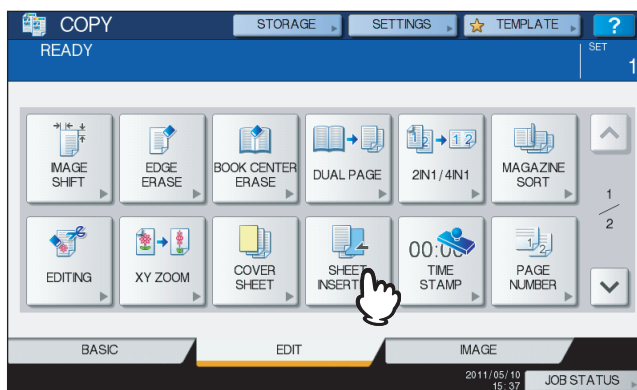 COPY
STORAGE
SETTINGS
TEMPLATE
?
READY
SET
1
IMAGE
SHIFT
EDGE
ERASE
BOOK CENTER
ERASE
DUAL PAGE
2IN1/4IN1
MAGAZINE
SORT
1
2
EDITING
XY ZOOM
COVER
SHEET
SHEET
INSERT
00:00
TIME
STAMP
PAGE
NUMBER
BASIC
EDIT
IMAGE
2011/05/10
15:37
JOB STATUS